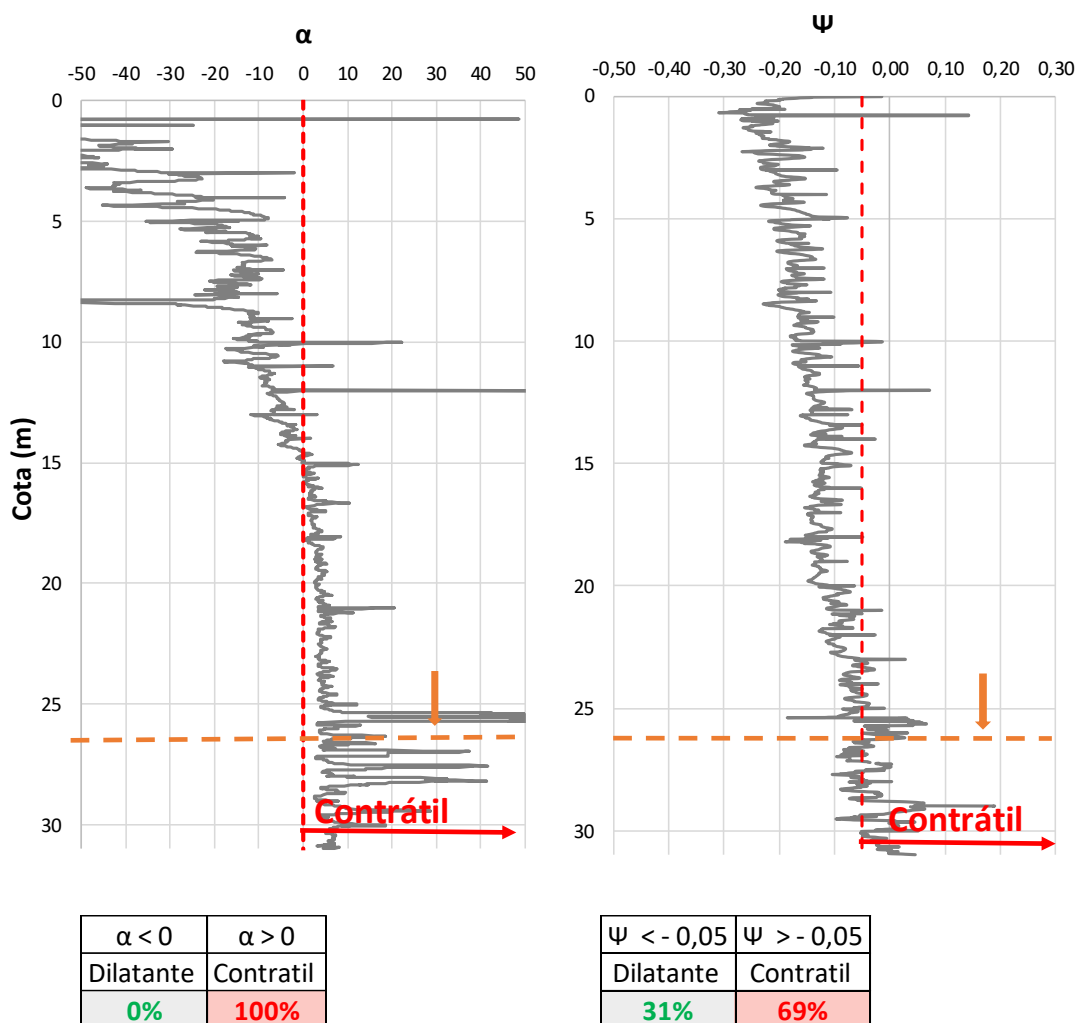 α
-50 -40 -30 -20 -10 0 10 20 30 40 50
0
5
10
15
20
25
30
Cota (m)
Contrátil
Ψ
-0,50 -0,30 -0,20 -0,10 0,00 0,10 0,20 0,30
0
5
10
15
20
25
30
Contrátil
α < 0 α > 0
Dilatante Contratil
0% 100%
Ψ < - 0,05 Ψ > - 0,05
Dilatante Contratil
31% 69%